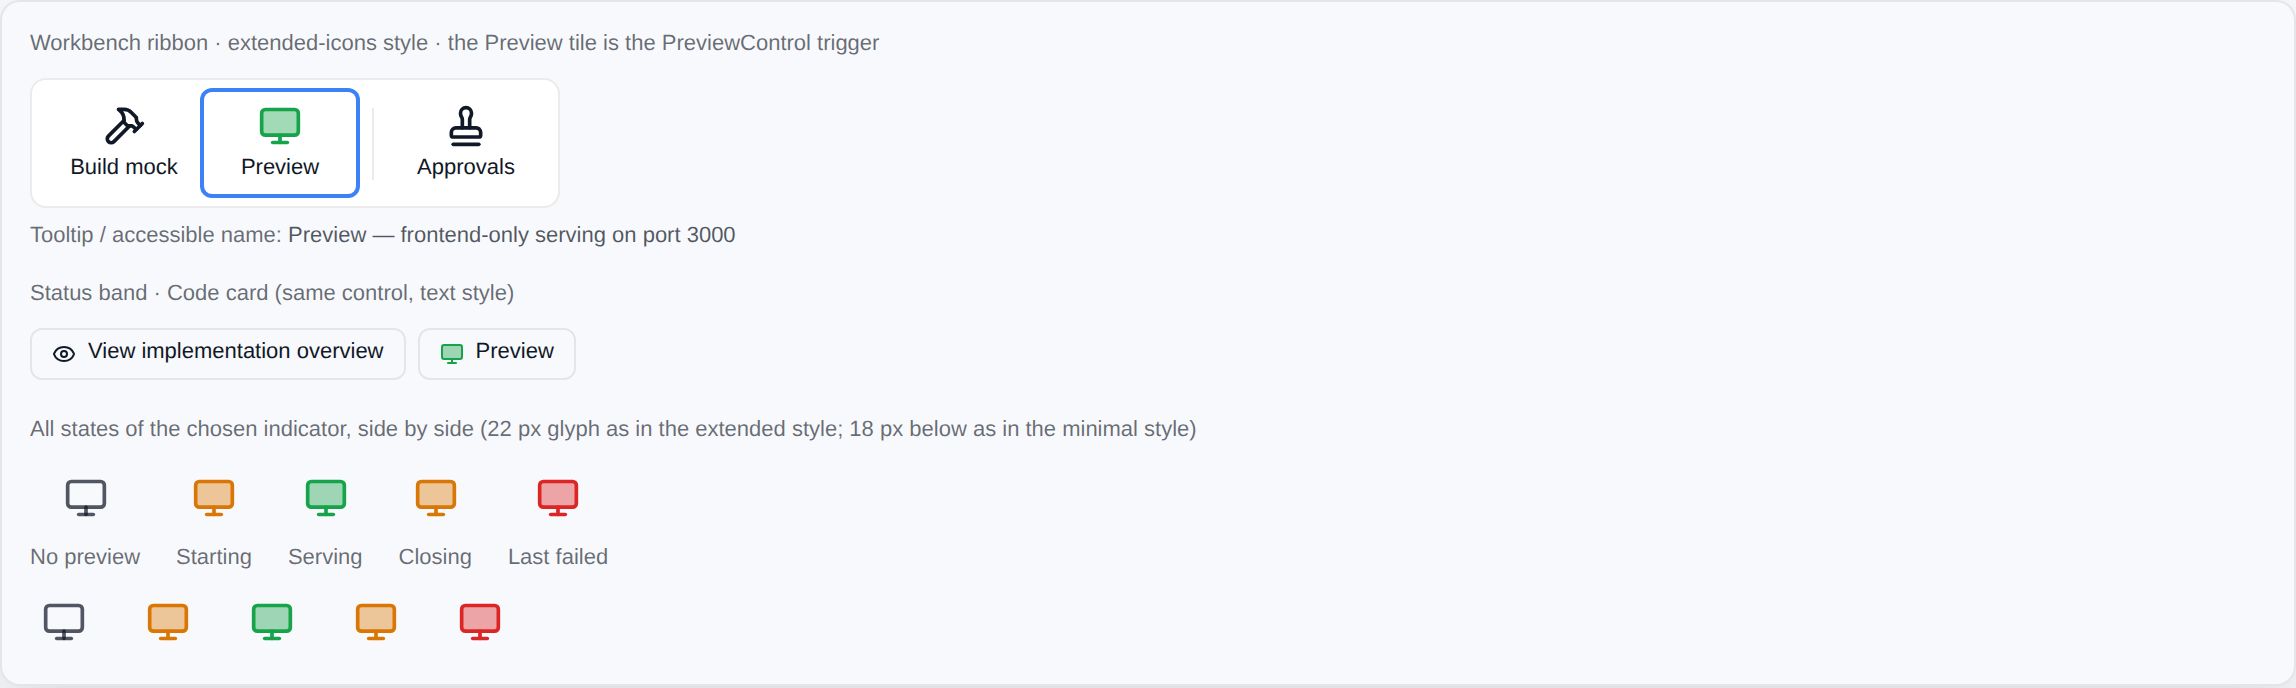 Workbench ribbon · extended-icons style · the Preview tile is the PreviewControl trigger
Build mock Preview Approvals
Tooltip / accessible name: Preview — frontend-only serving on port 3000
Status band · Code card (same control, text style)
View implementation overview Preview
All states of the chosen indicator, side by side (22 px glyph as in the extended style; 18 px below as in the minimal style)
No preview Starting Serving Closing Last failed